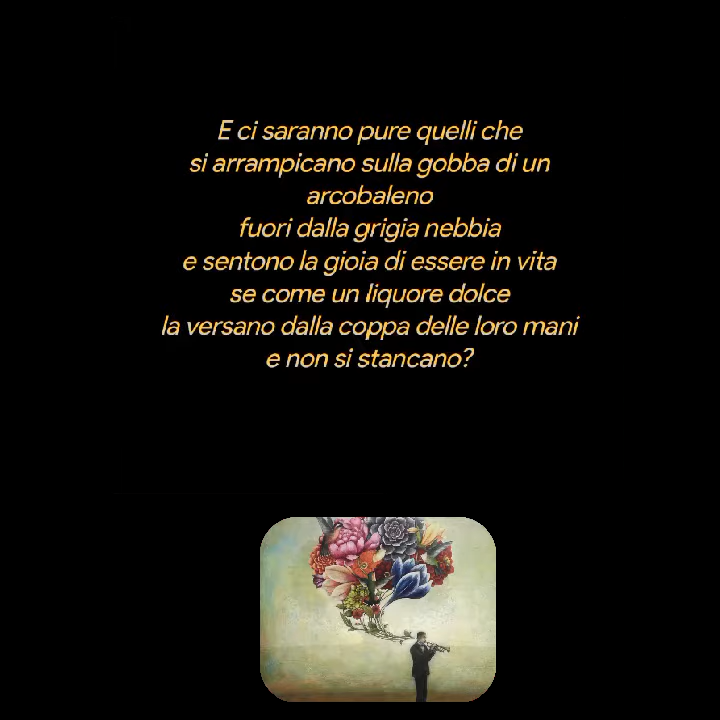 E ci saranno pure quelli che
si arrampicano sulla gobba di un
arcobaleno
fuori dalla grigia nebbia
e sentono la gioia di essere in vita
se come un liquore dolce
la versano dalla coppa delle loro mani
e non si stancano?